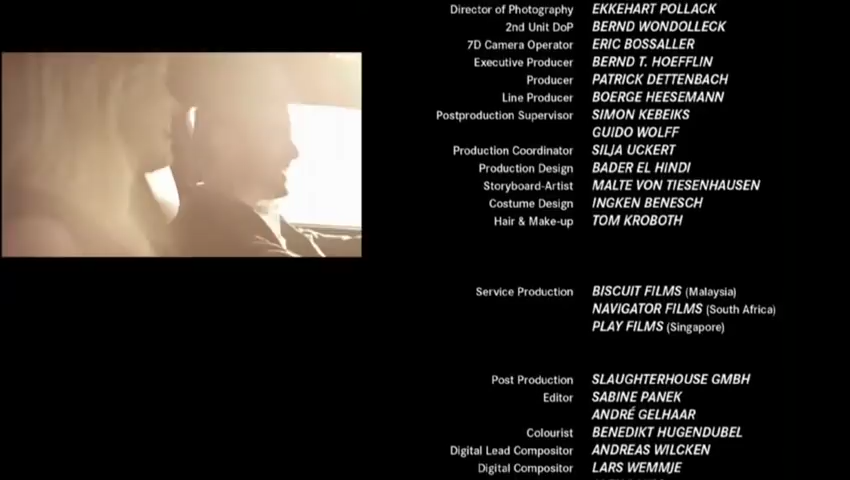 Director of Photography EKKEHART POLLACK
2nd Unit DoP BERND WONDOLLECK
7D Camera Operator ERIC BOSSALLER
Executive Producer BERND T. HOEFFLIN
Producer PATRICK DETTENBACH
Line Producer BOERGE HEESEMANN
Postproduction Supervisor SIMON KEBEIKS
GUIDO WOLFF
Production Coordinator SILJA UCKERT
Production Design BADER EL HINDI
Storyboard-Artist MALTE VON TIESENHAUSEN
Costume Design INGKEN BENESCH
Hair & Make-up TOM KROBOTH
Service Production BISCUIT FILMS (Malaysia)
NAVIGATOR FILMS (South Africa)
PLAY FILMS (Singapore)
Post Production SLAUGHTERHOUSE GMBH
Editor SABINE PANEK
ANDRÉ GELHAAR
Colourist BENEDIKT HUGENDUBEL
Digital Lead Compositor ANDREAS WILCKEN
Digital Compositor LARS WEMMJE